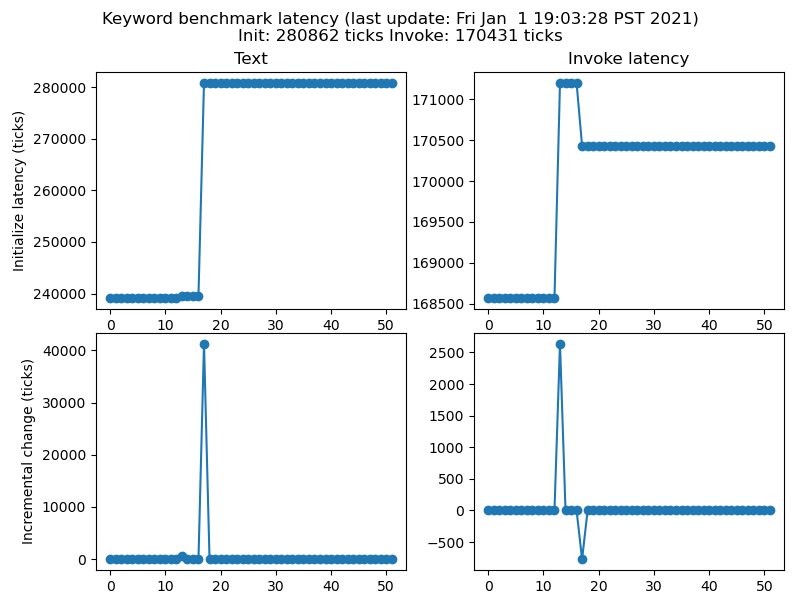 Keyword benchmark latency (last update: Fri Jan  1 19:03:28 PST 2021)
Init: 280862 ticks Invoke: 170431 ticks
Text
Invoke latency
Initialize latency (ticks)
280000
270000
260000
250000
240000
0 10 20 30 40 50
171000
170500
170000
169500
169000
168500
0 10 20 30 40 50
Incremental change (ticks)
40000
30000
20000
10000
0
0 10 20 30 40 50
2500
2000
1500
1000
500
0
−500
0 10 20 30 40 50